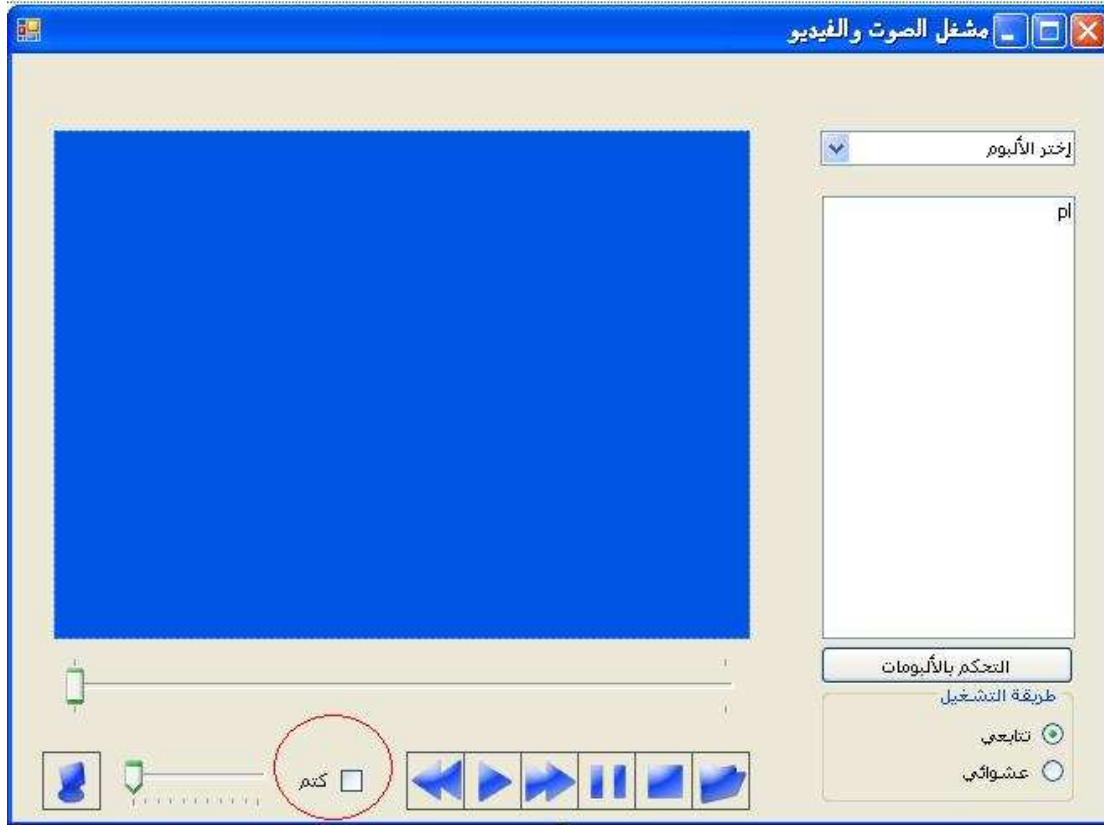 مشغل الصوت والفيديو
إختر الألبوم
pl
التحكم بالألبومات
طريقة التشغيل
تتابعي
عشوائي
كتم